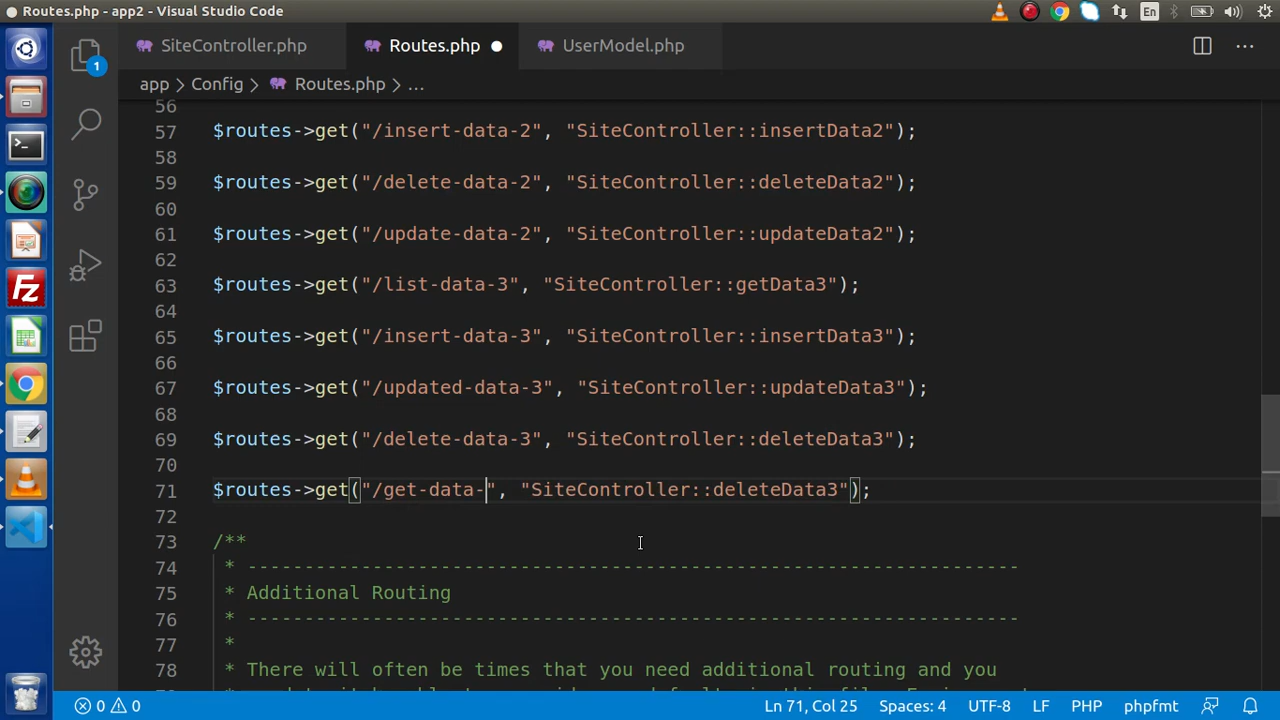 Routes.php - app2 - Visual Studio Code
En
SiteController.php
Routes.php
UserModel.php
1
app > Config > Routes.php > ...
56
57 $routes->get("/insert-data-2", "SiteController::insertData2");
58
59 $routes->get("/delete-data-2", "SiteController::deleteData2");
60
61 $routes->get("/update-data-2", "SiteController::updateData2");
62
63 $routes->get("/list-data-3", "SiteController::getData3");
64
65 $routes->get("/insert-data-3", "SiteController::insertData3");
66
67 $routes->get("/updated-data-3", "SiteController::updateData3");
68
69 $routes->get("/delete-data-3", "SiteController::deleteData3");
70
71 $routes->get("/get-data-", "SiteController::deleteData3");
72
73 /**
74 * --------------------------------------------------------------------
75 * Additional Routing
76 * --------------------------------------------------------------------
77 *
78 * There will often be times that you need additional routing and you
0 0 Ln 71, Col 25 Spaces: 4 UTF-8 LF PHP phpfmt